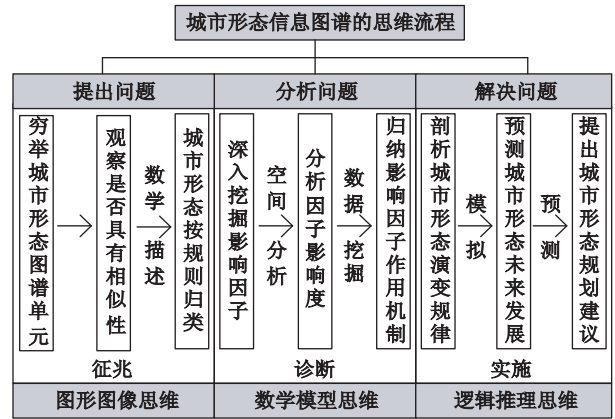 城市形态信息图谱的思维流程
提出问题
分析问题
解决问题
穷举城市形态图谱单元
观察是否具有相似性
数学描述
城市形态按规则归类
深入挖掘影响因子
空间分析
分析因子影响度
数据挖掘
归纳影响因子作用机制
剖析城市形态演变规律
模拟
预测城市形态未来发展
预测
提出城市形态规划建议
征兆
诊断
实施
图形图像思维
数学模型思维
逻辑推理思维